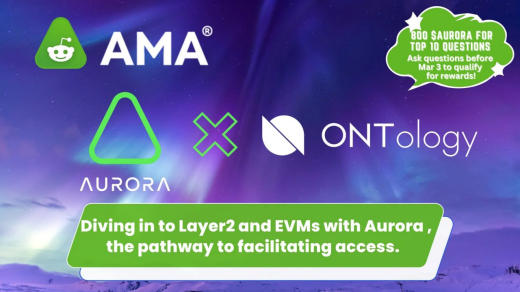 AMA®
800 $AURORA FOR
TOP 10 QUESTIONS
Ask questions before
Mar 3 to qualify
for rewards!
AURORA
ONTology
Diving in to Layer2 and EVMs with Aurora ,
the pathway to facilitating access.